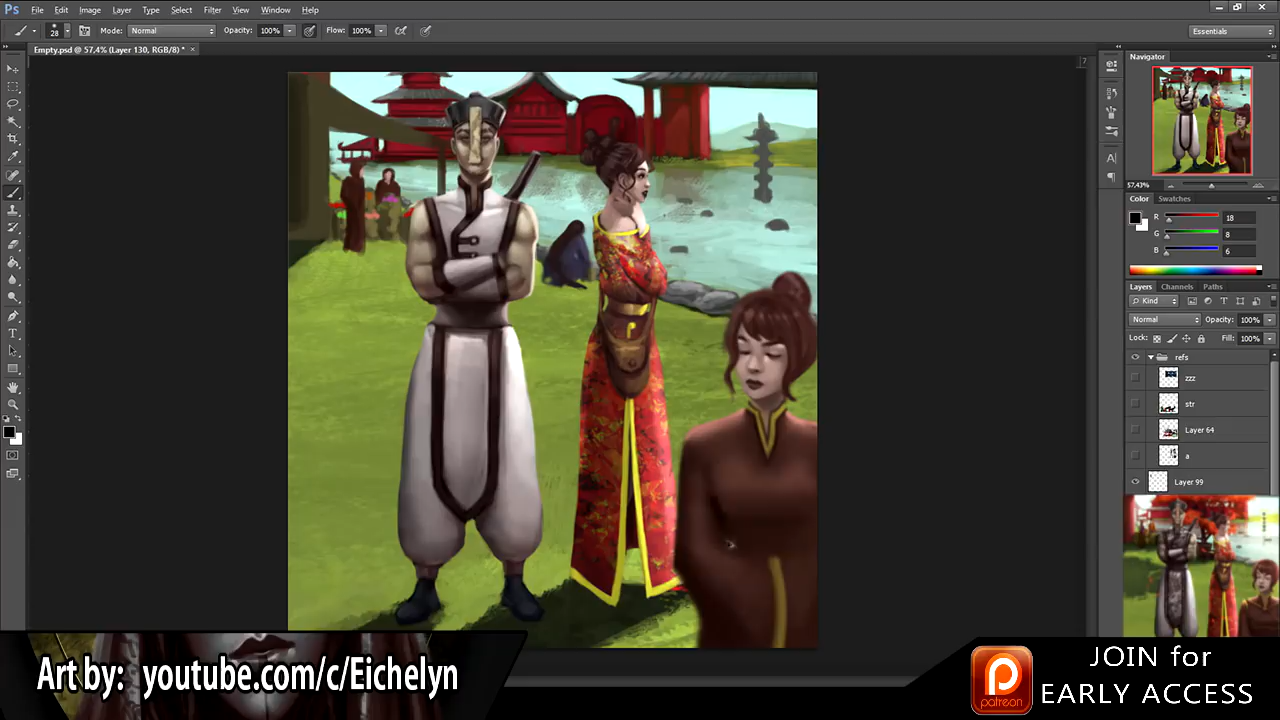 Ps File Edit Image Layer Type Select Filter View Window Help
28 Mode: Normal Opacity: 100% Flow: 100% Essentials
Empty.psd @ 57,4% (Layer 130, RGB/8) * ×
Navigator
57,43%
Color Swatches
R 18
G 8
B 6
Layers Channels Paths
Kind
Normal Opacity: 100%
Lock: Fill: 100%
refs
zzz
str
Layer 64
a
Layer 99
Art by: youtube.com/c/Eichelyn
JOIN for
EARLY ACCESS
patreon